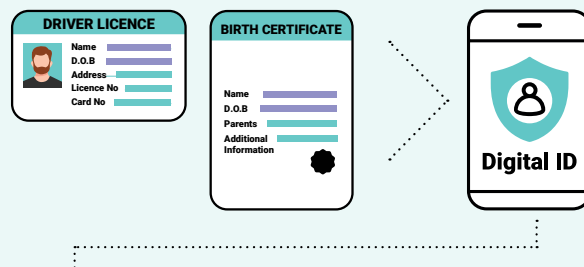 DRIVER LICENCE
Name
D.O.B
Address
Licence No
Card No
BIRTH CERTIFICATE
Name
D.O.B
Parents
Additional
Information
Digital ID